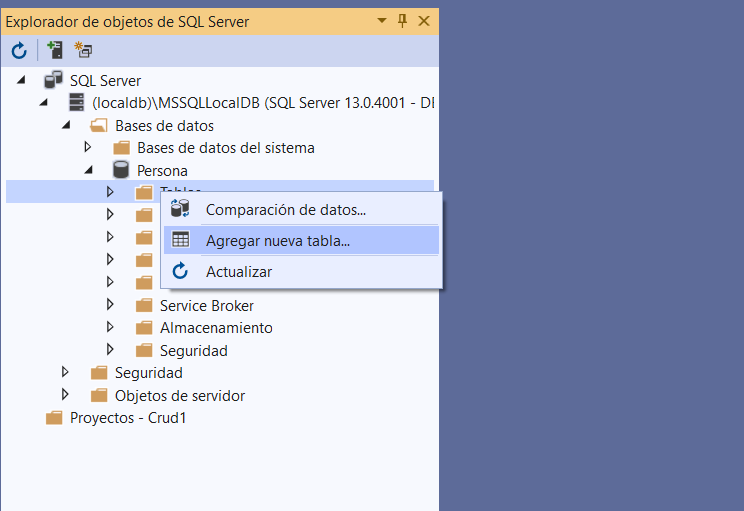 Explorador de objetos de SQL Server
SQL Server
(localdb)\MSSQLLocalDB (SQL Server 13.0.4001 - DI
Bases de datos
Bases de datos del sistema
Persona
Tablas
Comparación de datos...
Agregar nueva tabla...
Actualizar
Service Broker
Almacenamiento
Seguridad
Seguridad
Objetos de servidor
Proyectos - Crud1